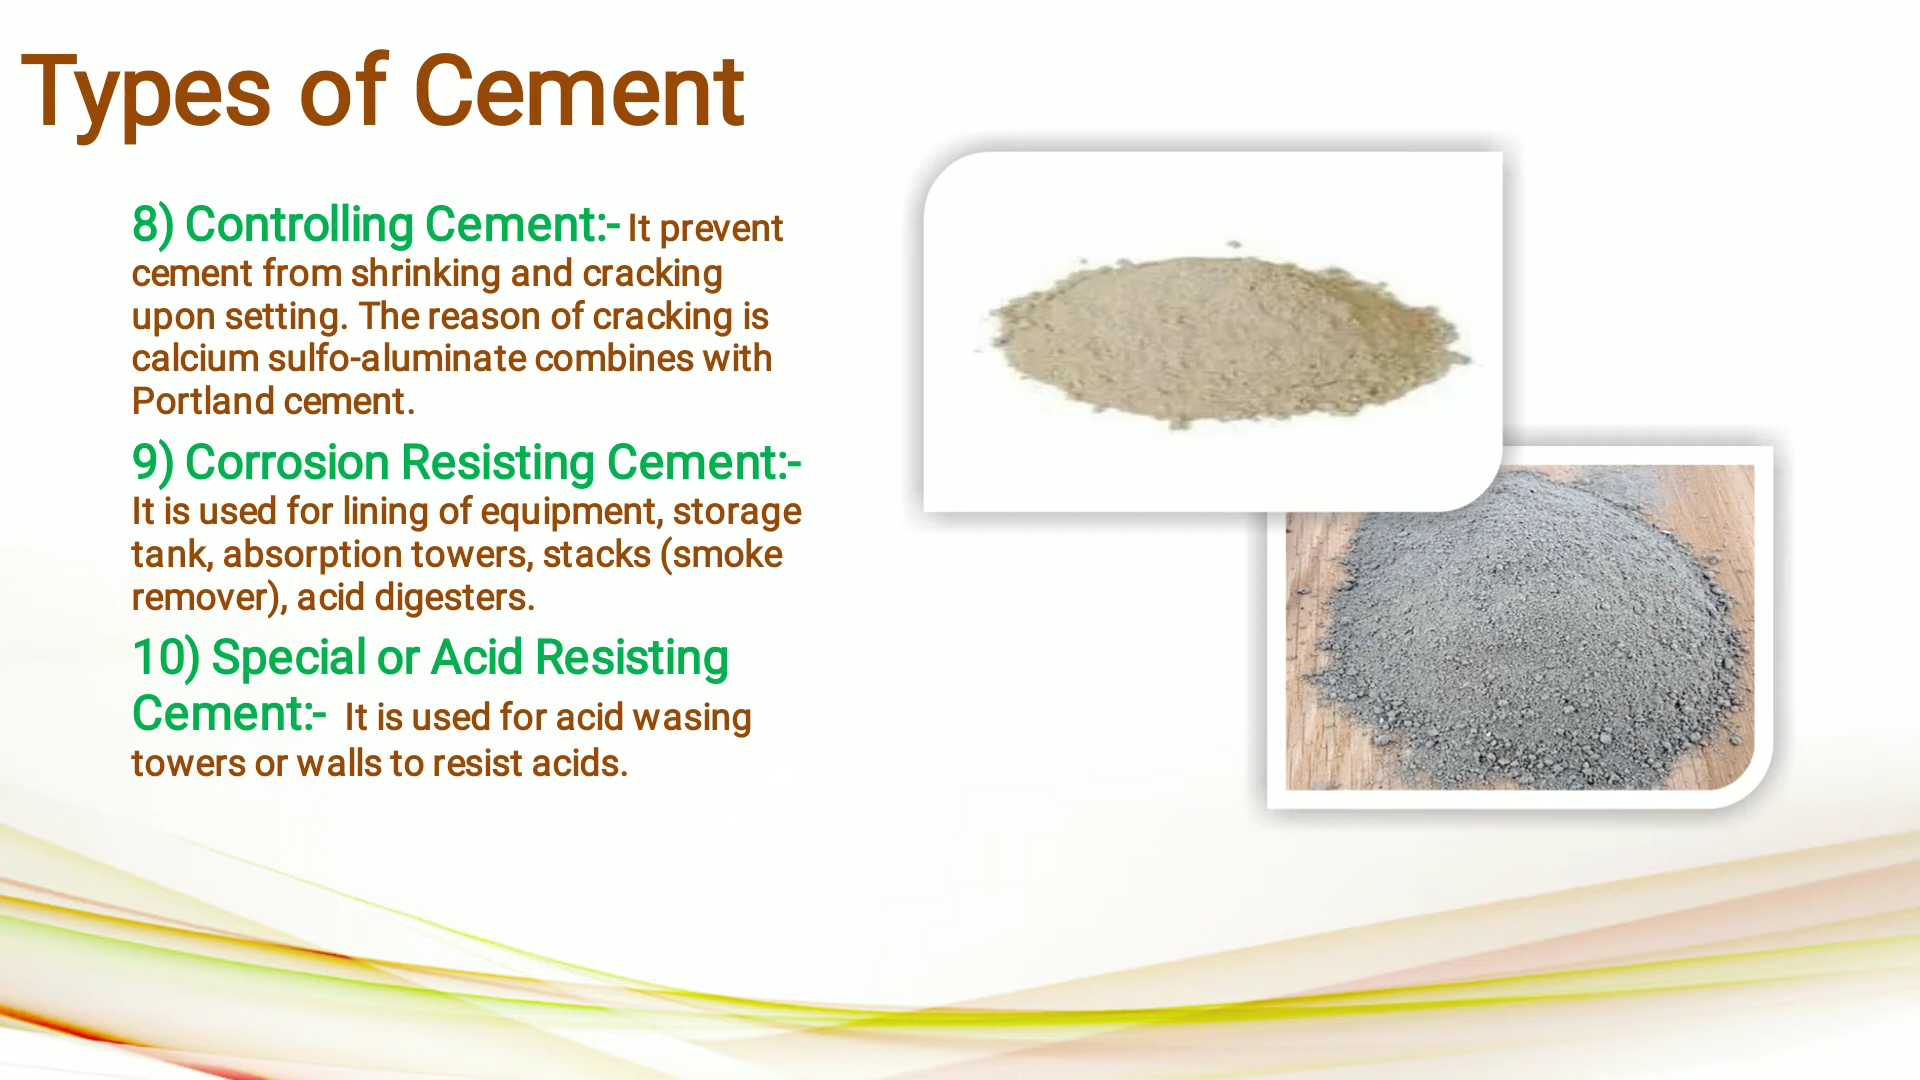 Types of Cement
8) Controlling Cement:- It prevent
cement from shrinking and cracking
upon setting. The reason of cracking is
calcium sulfo-aluminate combines with
Portland cement.
9) Corrosion Resisting Cement:-
It is used for lining of equipment, storage
tank, absorption towers, stacks (smoke
remover), acid digesters.
10) Special or Acid Resisting
Cement:- It is used for acid wasing
towers or walls to resist acids.